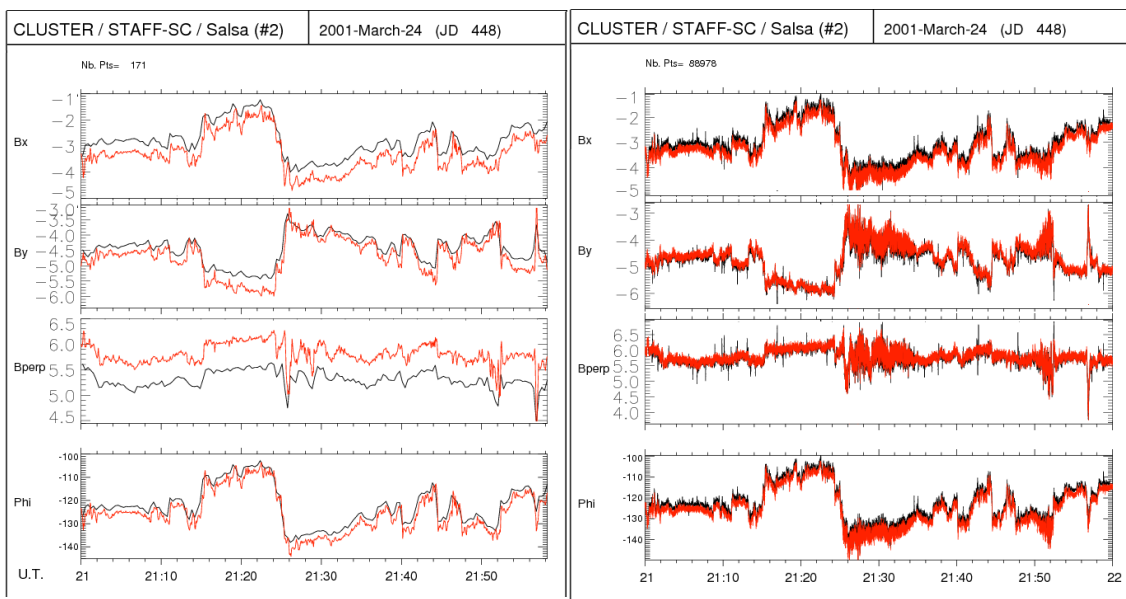 CLUSTER / STAFF-SC / Salsa (#2) 2001-March-24 (JD 448)
Nb. Pts= 171
Bx
-1
-2
-3
-4
-5
By
-3.0
-3.5
-4.0
-4.5
-5.0
-5.5
-6.0
Bperp
6.5
6.0
5.5
5.0
4.5
Phi
-100
-110
-120
-130
-140
U.T.
21 21:10 21:20 21:30 21:40 21:50
CLUSTER / STAFF-SC / Salsa (#2) 2001-March-24 (JD 448)
Nb. Pts= 88978
Bx
-1
-2
-3
-4
-5
By
-3
-4
-5
-6
Bperp
6.5
6.0
5.5
5.0
4.5
4.0
Phi
-100
-110
-120
-130
-140
21 21:10 21:20 21:30 21:40 21:50 22